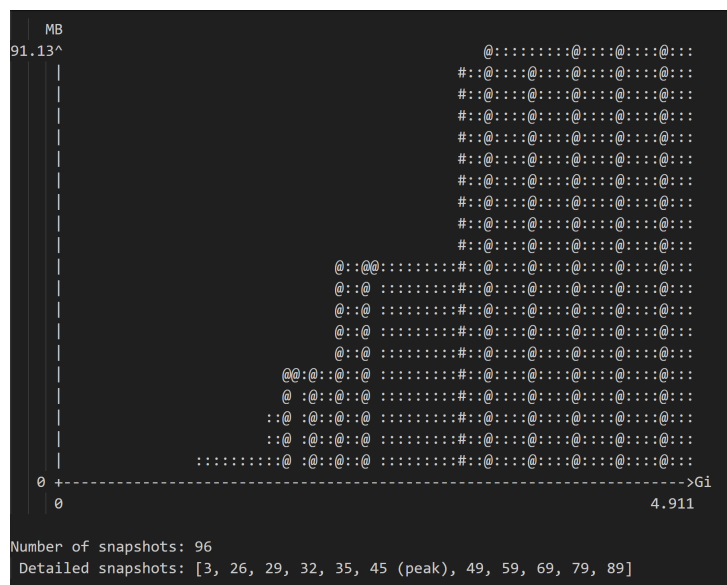 MB
91.13^ @:::::::::@::::@::::@:::
| #::@::::@::::@::::@::::@:::
| #::@::::@::::@::::@::::@:::
| #::@::::@::::@::::@::::@:::
| #::@::::@::::@::::@::::@:::
| #::@::::@::::@::::@::::@:::
| #::@::::@::::@::::@::::@:::
| #::@::::@::::@::::@::::@:::
| #::@::::@::::@::::@::::@:::
| #::@::::@::::@::::@::::@:::
| @::@@:::::::::#::@::::@::::@::::@::::@:::
| @::@ :::::::::#::@::::@::::@::::@::::@:::
| @::@ :::::::::#::@::::@::::@::::@::::@:::
| @::@ :::::::::#::@::::@::::@::::@::::@:::
| @::@ :::::::::#::@::::@::::@::::@::::@:::
| @@:@::@::@ :::::::::#::@::::@::::@::::@::::@:::
| @ :@::@::@ :::::::::#::@::::@::::@::::@::::@:::
| ::@ :@::@::@ :::::::::#::@::::@::::@::::@::::@:::
| ::@ :@::@::@ :::::::::#::@::::@::::@::::@::::@:::
| ::::::::::@ :@::@::@ :::::::::#::@::::@::::@::::@::::@:::
0 +----------------------------------------------------------------------->Gi
0 4.911
Number of snapshots: 96
Detailed snapshots: [3, 26, 29, 32, 35, 45 (peak), 49, 59, 69, 79, 89]